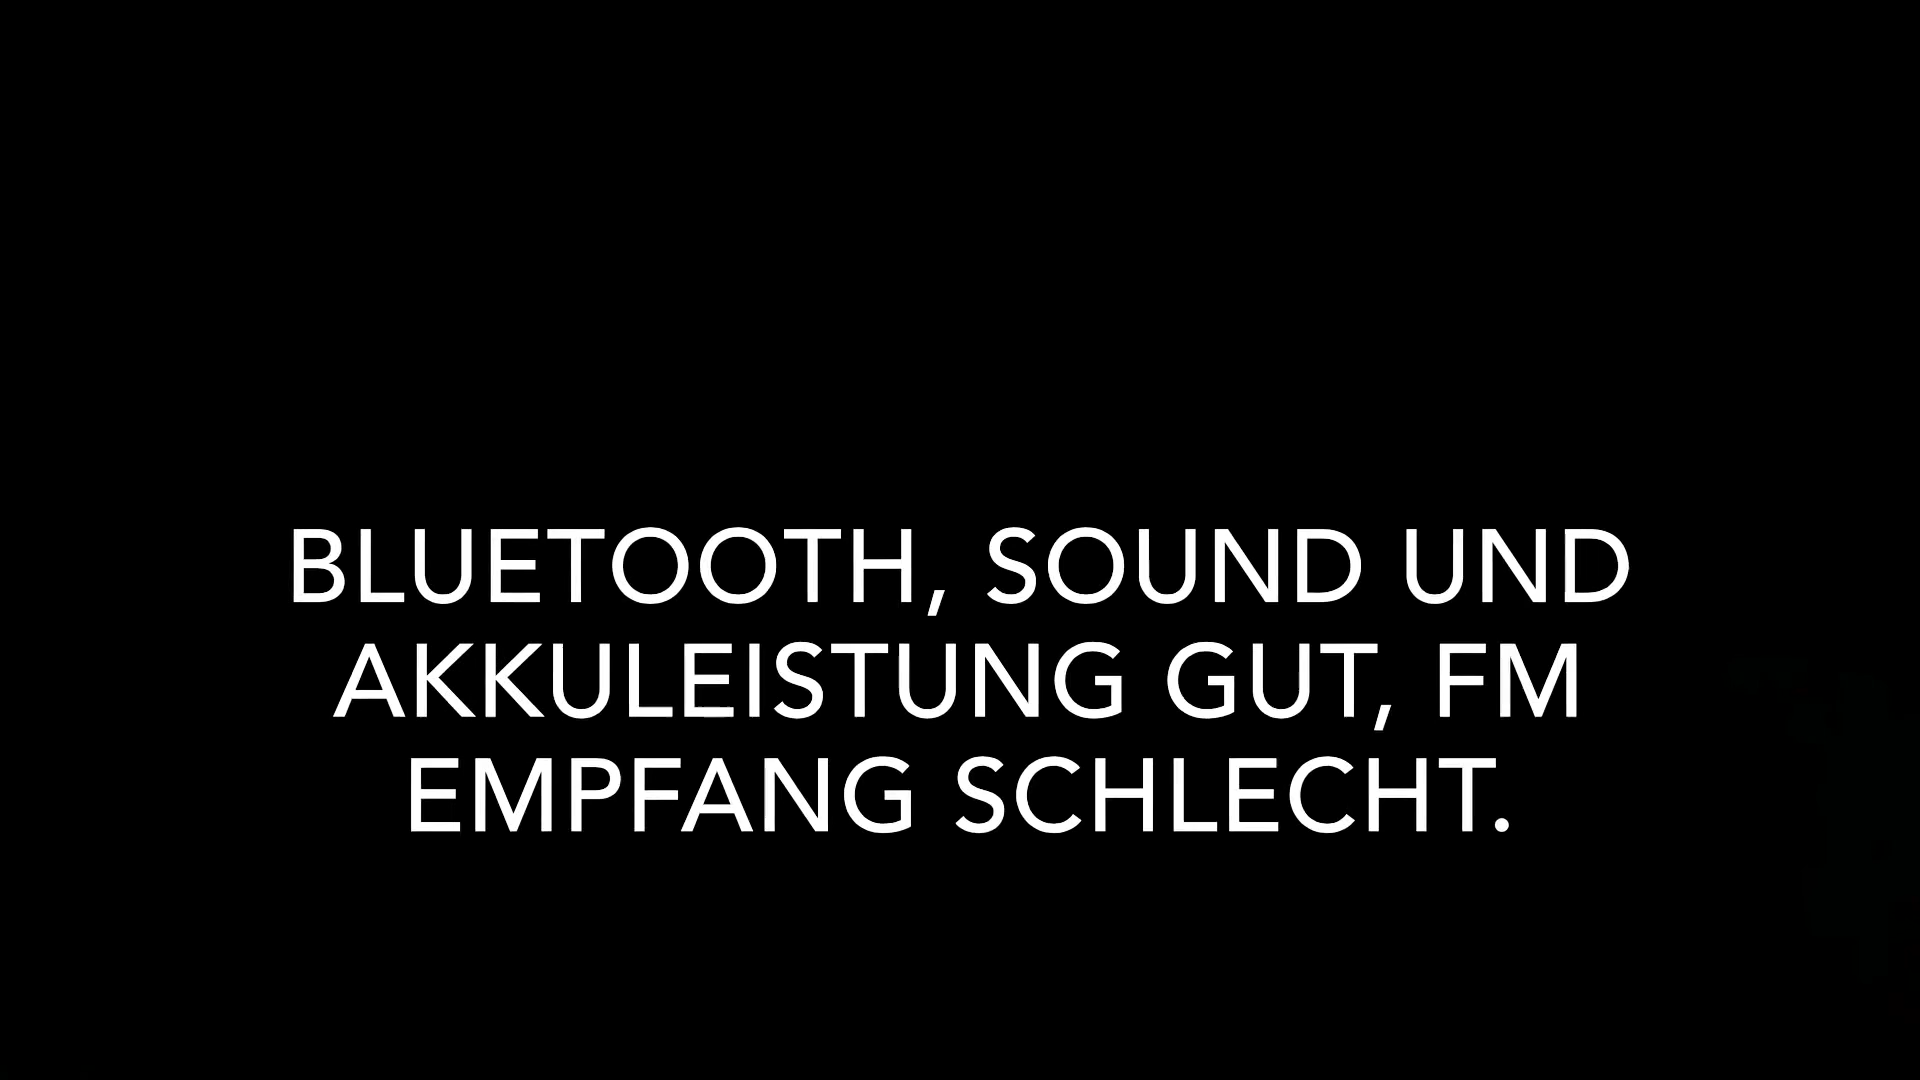 BLUETOOTH, SOUND UND
AKKULEISTUNG GUT, FM
EMPFANG SCHLECHT.